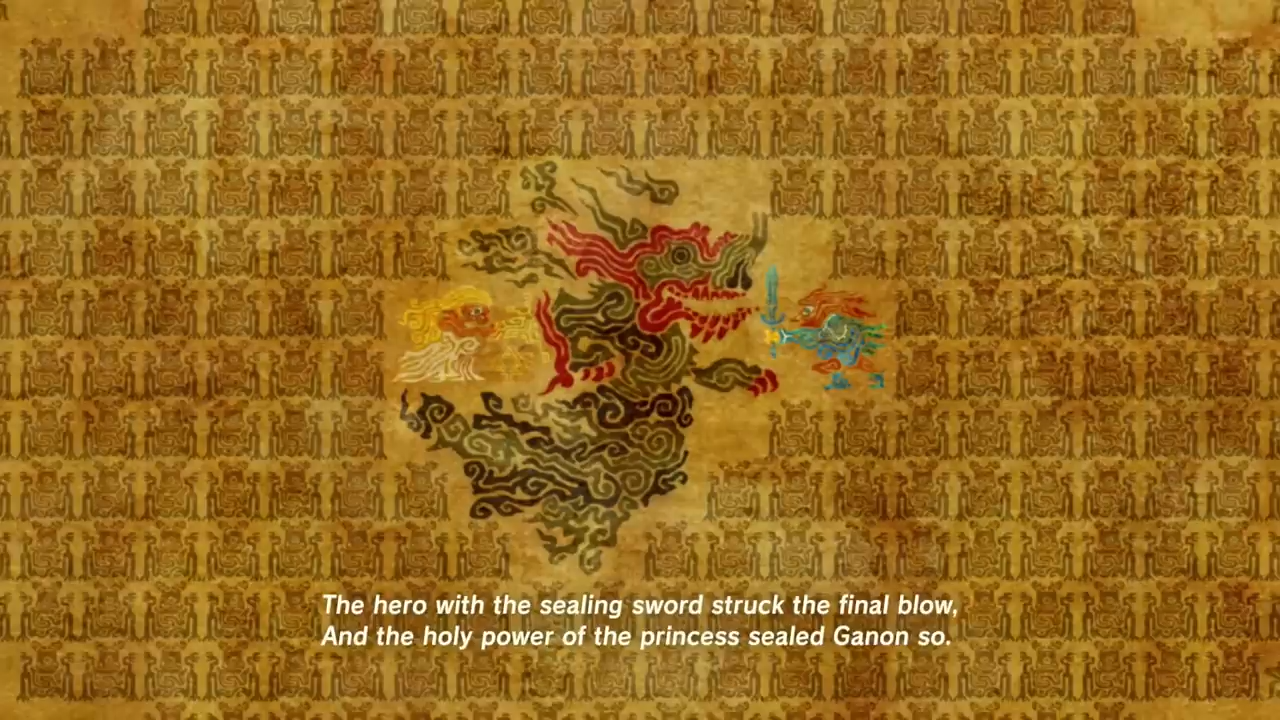 The hero with the sealing sword struck the final blow,
And the holy power of the princess sealed Ganon so.